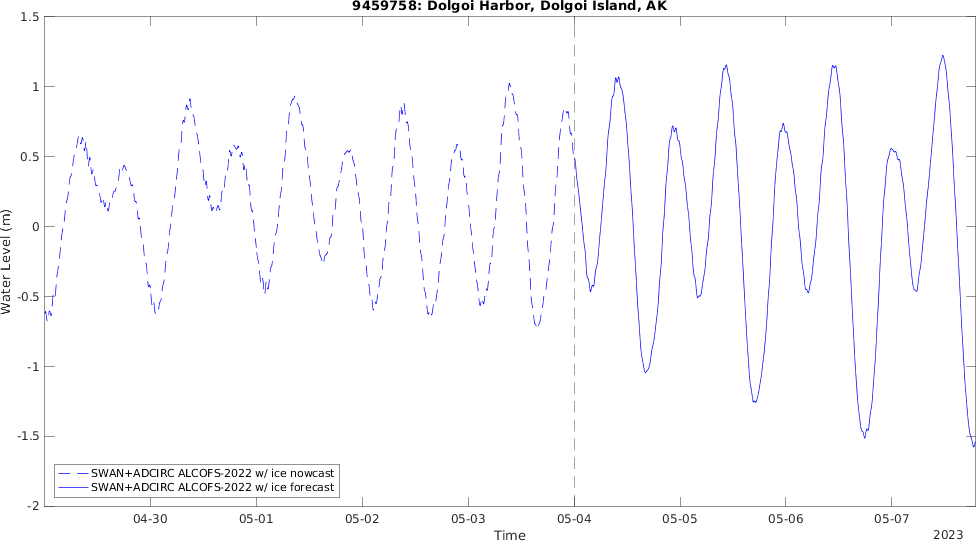 9459758: Dolgoi Harbor, Dolgoi Island, AK
1.5
1
0.5
0
-0.5
-1
-1.5
-2
Water Level (m)
SWAN+ADCIRC ALCOFS-2022 w/ ice nowcast
SWAN+ADCIRC ALCOFS-2022 w/ ice forecast
04-30 05-01 05-02 05-03 05-04 05-05 05-06 05-07
Time
2023